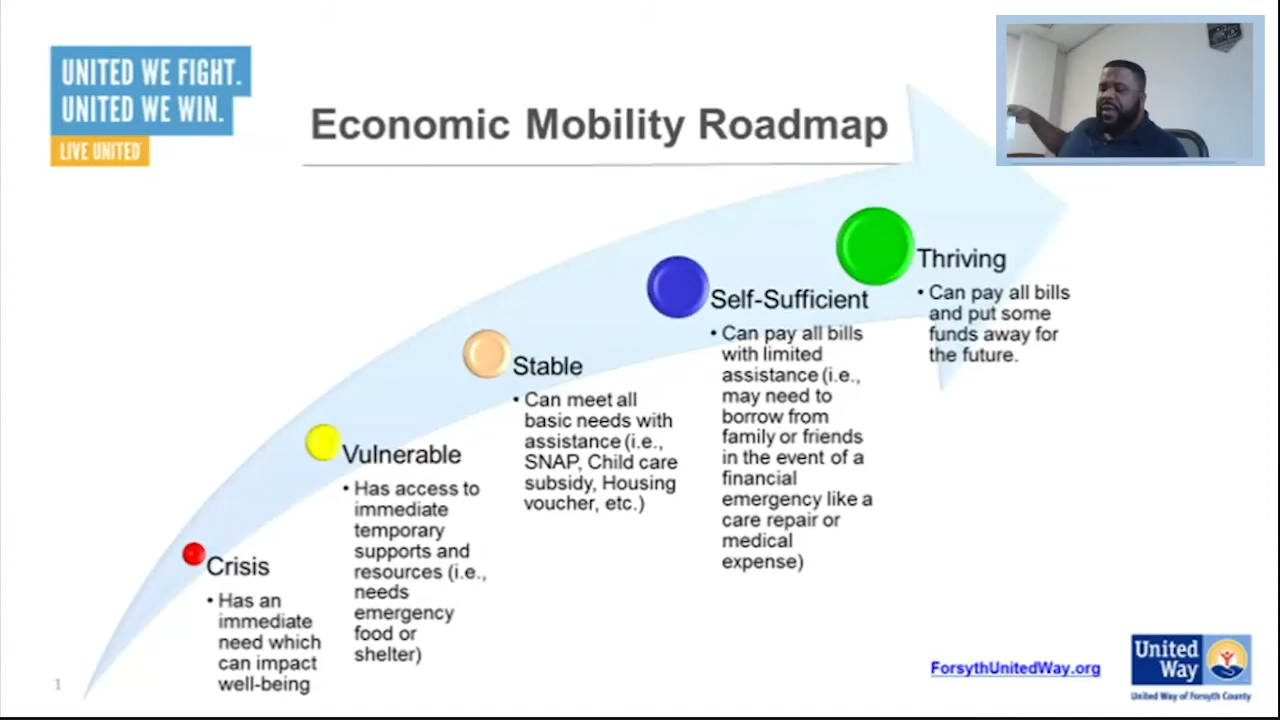 UNITED WE FIGHT.
UNITED WE WIN.
LIVE UNITED
Economic Mobility Roadmap
Crisis
• Has an
immediate
need which
can impact
well-being
Vulnerable
• Has access to
immediate
temporary
supports and
resources (i.e.,
needs
emergency
food or
shelter)
Stable
• Can meet all
basic needs with
assistance (i.e.,
SNAP, Child care
subsidy, Housing
voucher, etc.)
Self-Sufficient
• Can pay all bills
with limited
assistance (i.e.,
may need to
borrow from
family or friends
in the event of a
financial
emergency like a
care repair or
medical
expense)
Thriving
• Can pay all bills
and put some
funds away for
the future.
1
ForsythUnitedWay.org
United
Way
United Way of Forsyth County